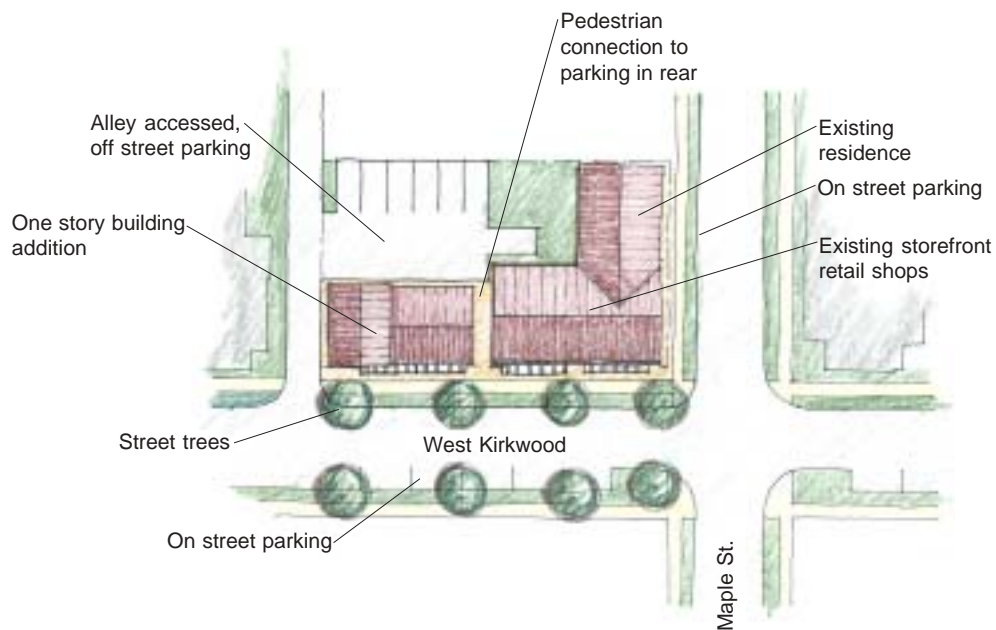 Pedestrian
connection to
parking in rear
Alley accessed,
off street parking
Existing
residence
On street parking
One story building
addition
Existing storefront
retail shops
Street trees
West Kirkwood
On street parking
Maple St.